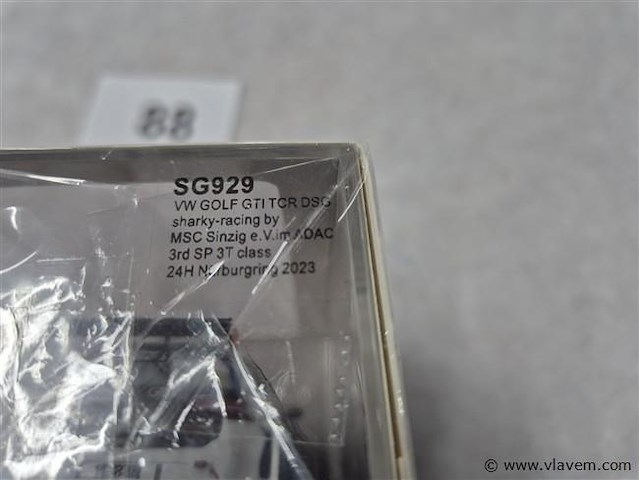 88
SG929
VW GOLF GTI TCR DSG
sharky-racing by
MSC Sinzig e.V.im ADAC
3rd SP 3T class
24H Nürburgring 2023
© www.vlavem.com